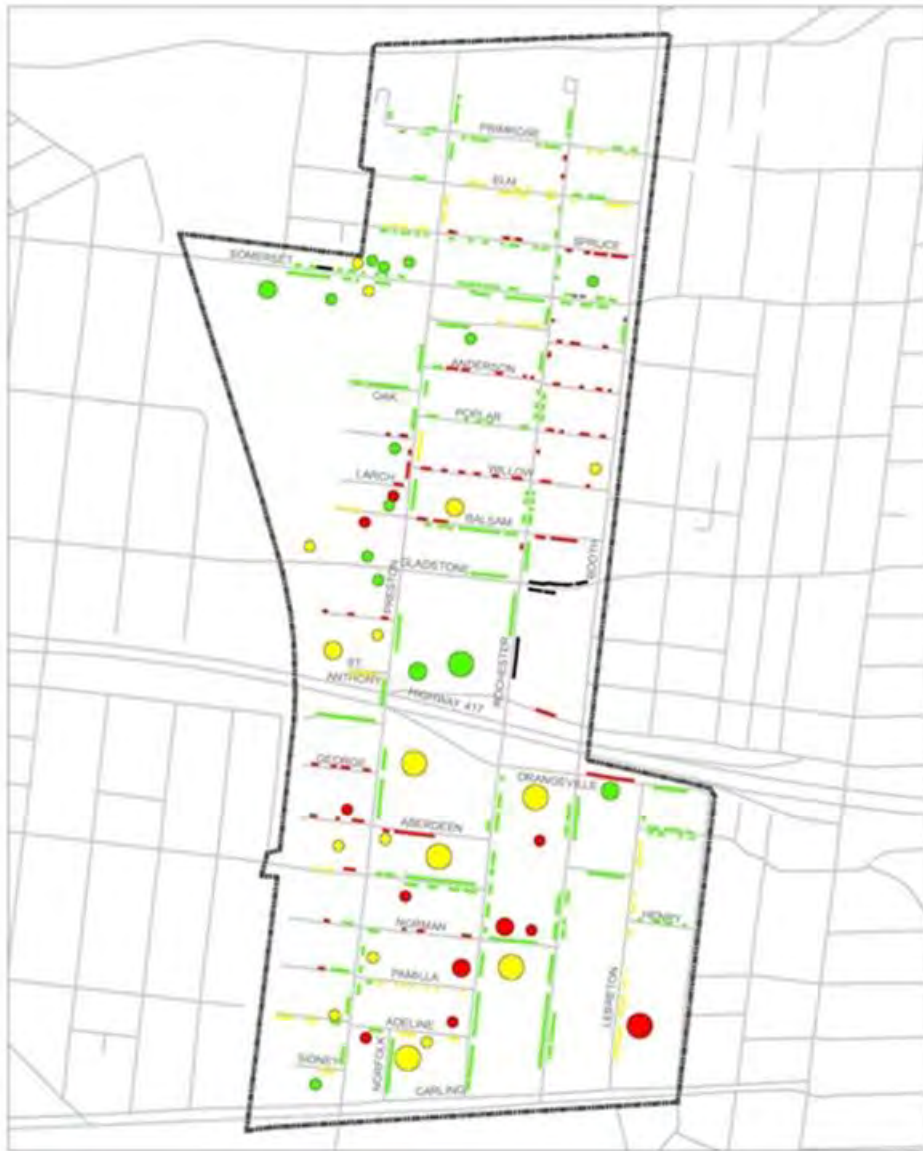 PRIMROSE
ELM
SPRUCE
SOMERSET
ANDERSON
OAK
POPLAR
WILLOW
LARCH
BALSAM
BOOTH
GLADSTONE
PRESTON
ROCHESTER
ST.
ANTHONY
HIGHWAY 417
GEORGE
ORANGEVILLE
ABERDEEN
HENRY
NORMAN
PAMILLA
LEBRETON
ADELINE
SIDNEY
NORFOLK
CARLING